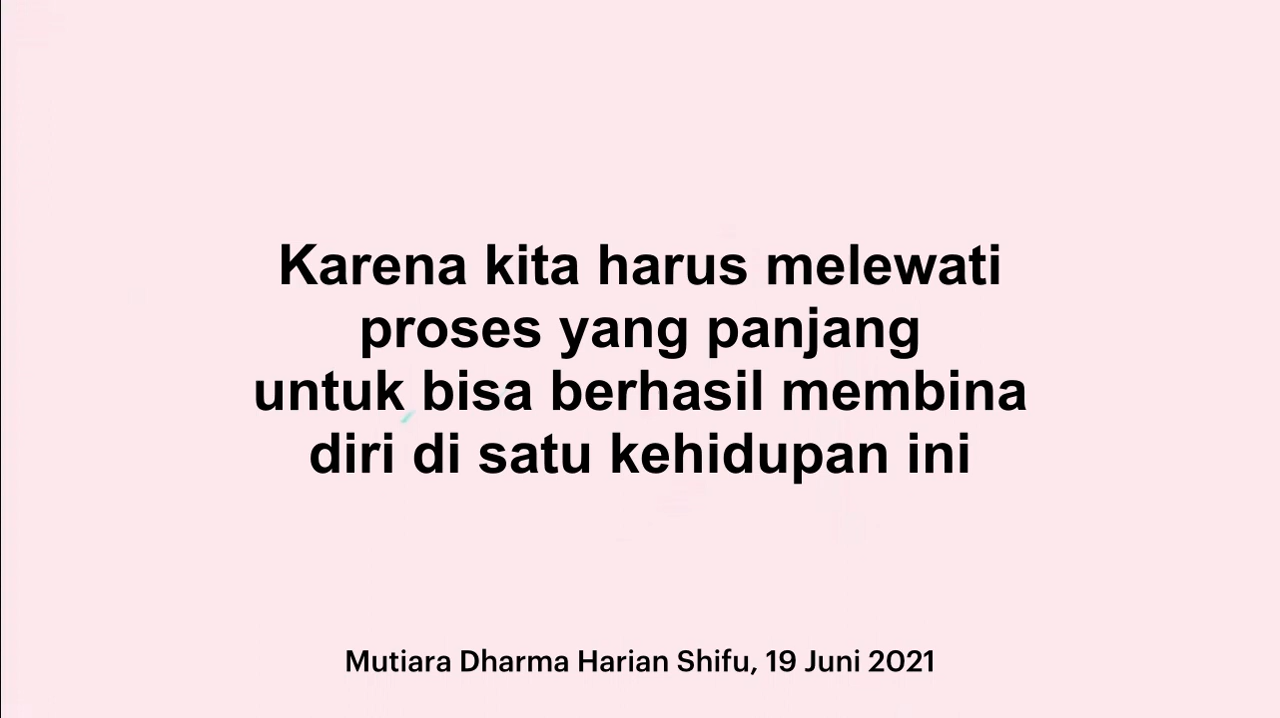 Karena kita harus melewati
proses yang panjang
untuk bisa berhasil membina
diri di satu kehidupan ini
Mutiara Dharma Harian Shifu, 19 Juni 2021